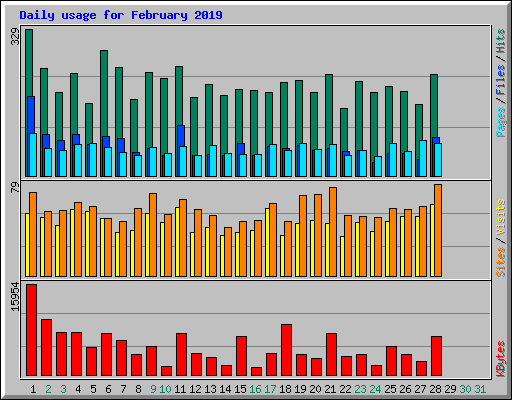 Daily usage for February 2019
329
Pages / Files / Hits
79
Sites / Visits
15954
KBytes
1 2 3 4 5 6 7 8 9 10 11 12 13 14 15 16 17 18 19 20 21 22 23 24 25 26 27 28 29 30 31